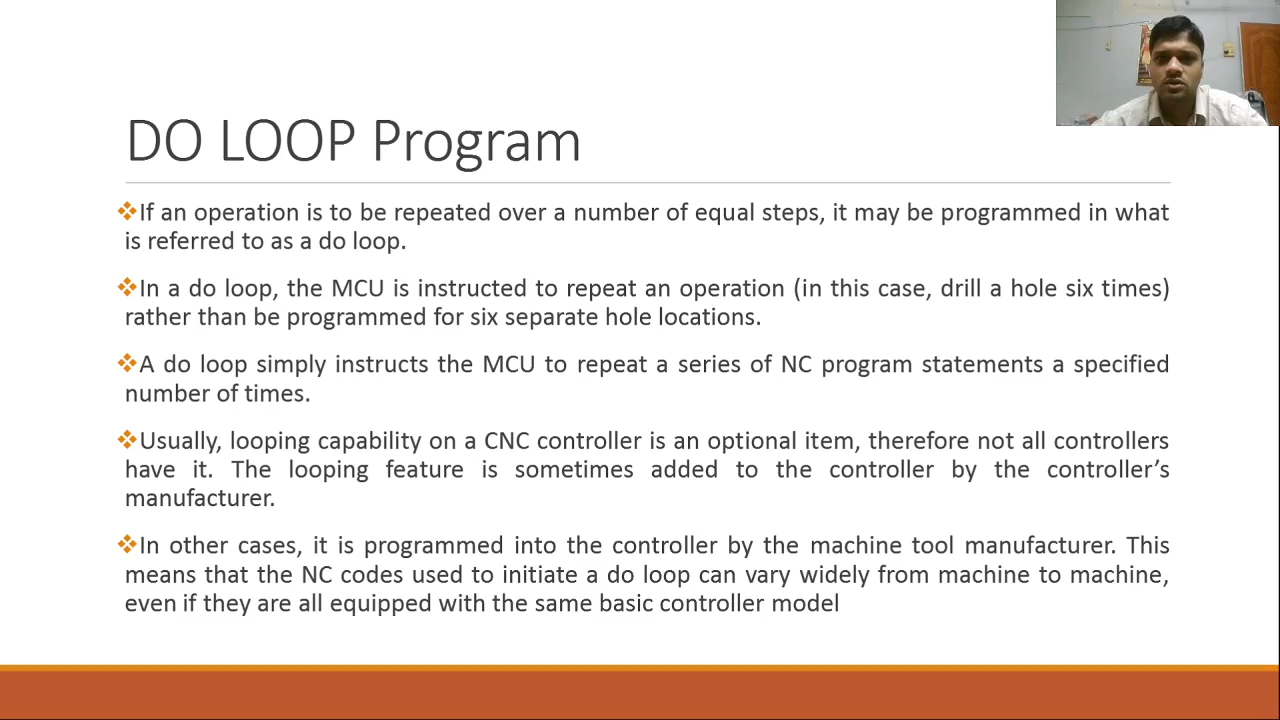 DO LOOP Program
If an operation is to be repeated over a number of equal steps, it may be programmed in what
is referred to as a do loop.
In a do loop, the MCU is instructed to repeat an operation (in this case, drill a hole six times)
rather than be programmed for six separate hole locations.
A do loop simply instructs the MCU to repeat a series of NC program statements a specified
number of times.
Usually, looping capability on a CNC controller is an optional item, therefore not all controllers
have it. The looping feature is sometimes added to the controller by the controller’s
manufacturer.
In other cases, it is programmed into the controller by the machine tool manufacturer. This
means that the NC codes used to initiate a do loop can vary widely from machine to machine,
even if they are all equipped with the same basic controller model